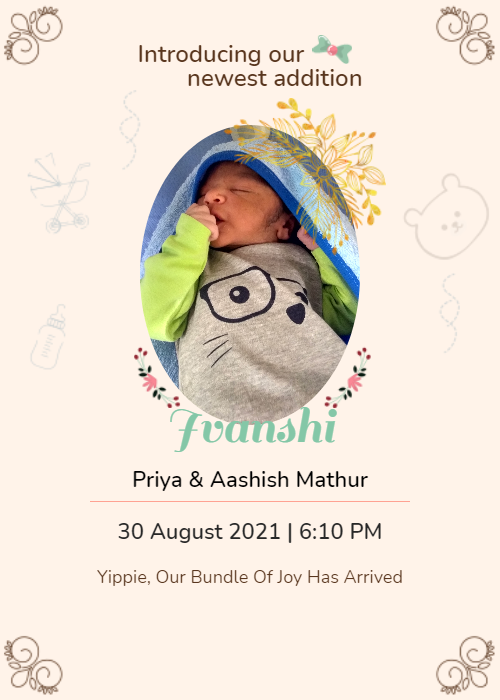 Introducing our
newest addition
Ivanshi
Priya & Aashish Mathur
30 August 2021 | 6:10 PM
Yippie, Our Bundle Of Joy Has Arrived